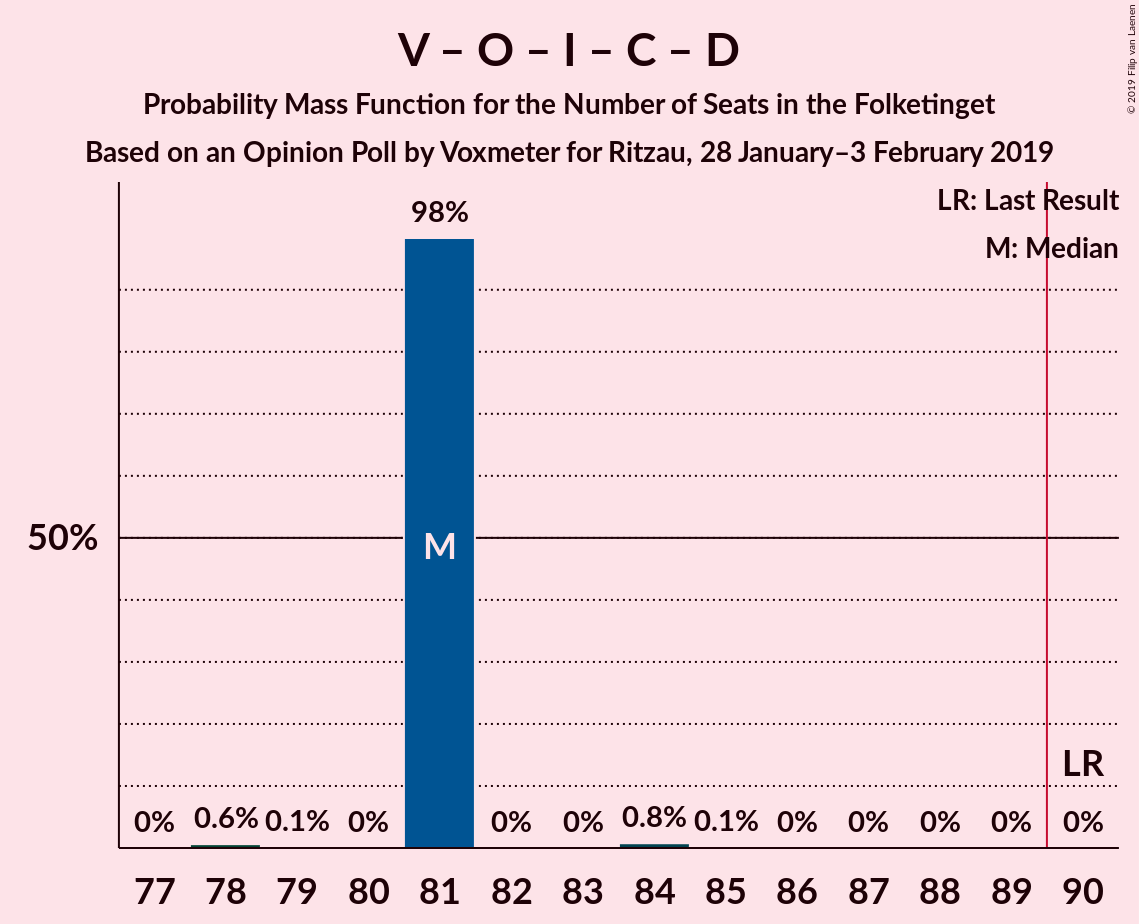 V – O – I – C – D
Probability Mass Function for the Number of Seats in the Folketinget
Based on an Opinion Poll by Voxmeter for Ritzau, 28 January–3 February 2019
© 2019 Filip van Laenen
LR: Last Result
M: Median
98%
50%
M
LR
0% 0.6% 0.1% 0% 0% 0% 0.8% 0.1% 0% 0% 0% 0% 0%
77 78 79 80 81 82 83 84 85 86 87 88 89 90